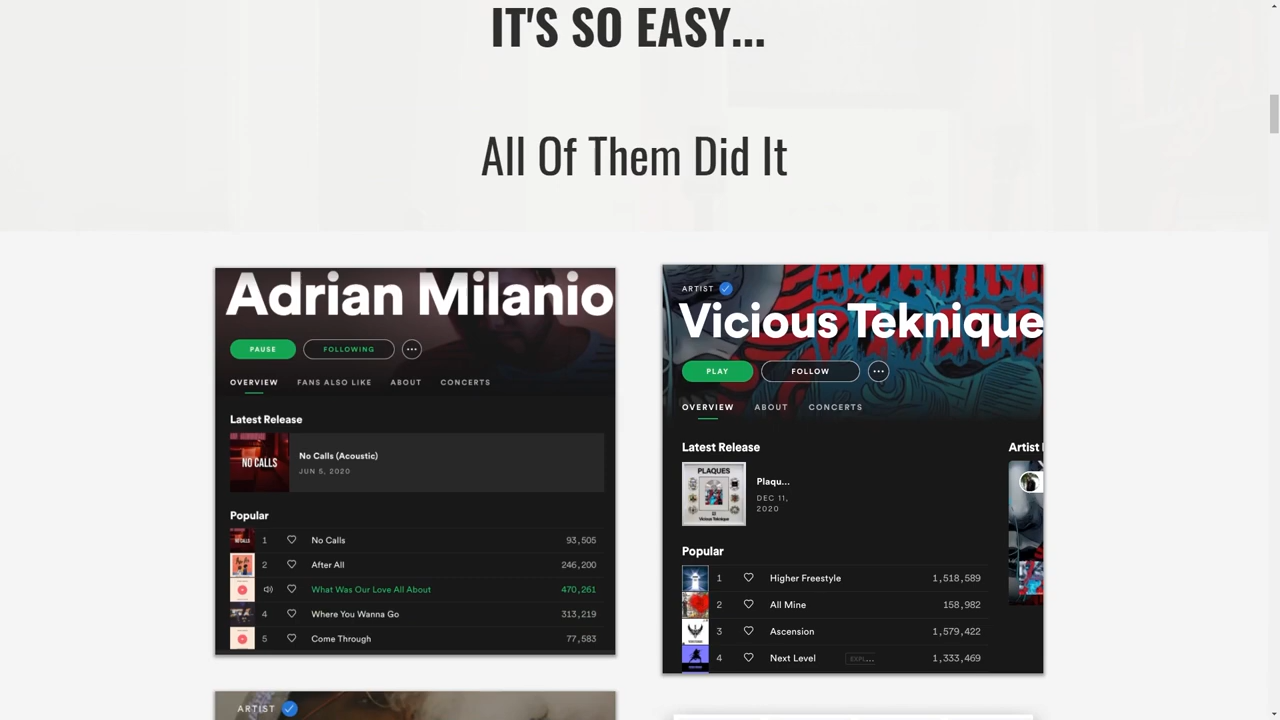 IT'S SO EASY...
All Of Them Did It
Adrian Milanio
PAUSE
FOLLOWING
OVERVIEW
FANS ALSO LIKE
ABOUT
CONCERTS
Latest Release
NO CALLS
No Calls (Acoustic)
JUN 5, 2020
Popular
1 No Calls 93,505
2 After All 246,200
What Was Our Love All About 470,261
4 Where You Wanna Go 313,219
5 Come Through 77,583
ARTIST
ARTIST
Vicious Teknique
PLAY
FOLLOW
OVERVIEW
ABOUT
CONCERTS
Latest Release
Artist
PLAQUES
Vicious Teknique
Plaqu...
DEC 11,
2020
Popular
1 Higher Freestyle 1,518,589
2 All Mine 158,982
3 Ascension 1,579,422
4 Next Level EXPL... 1,333,469